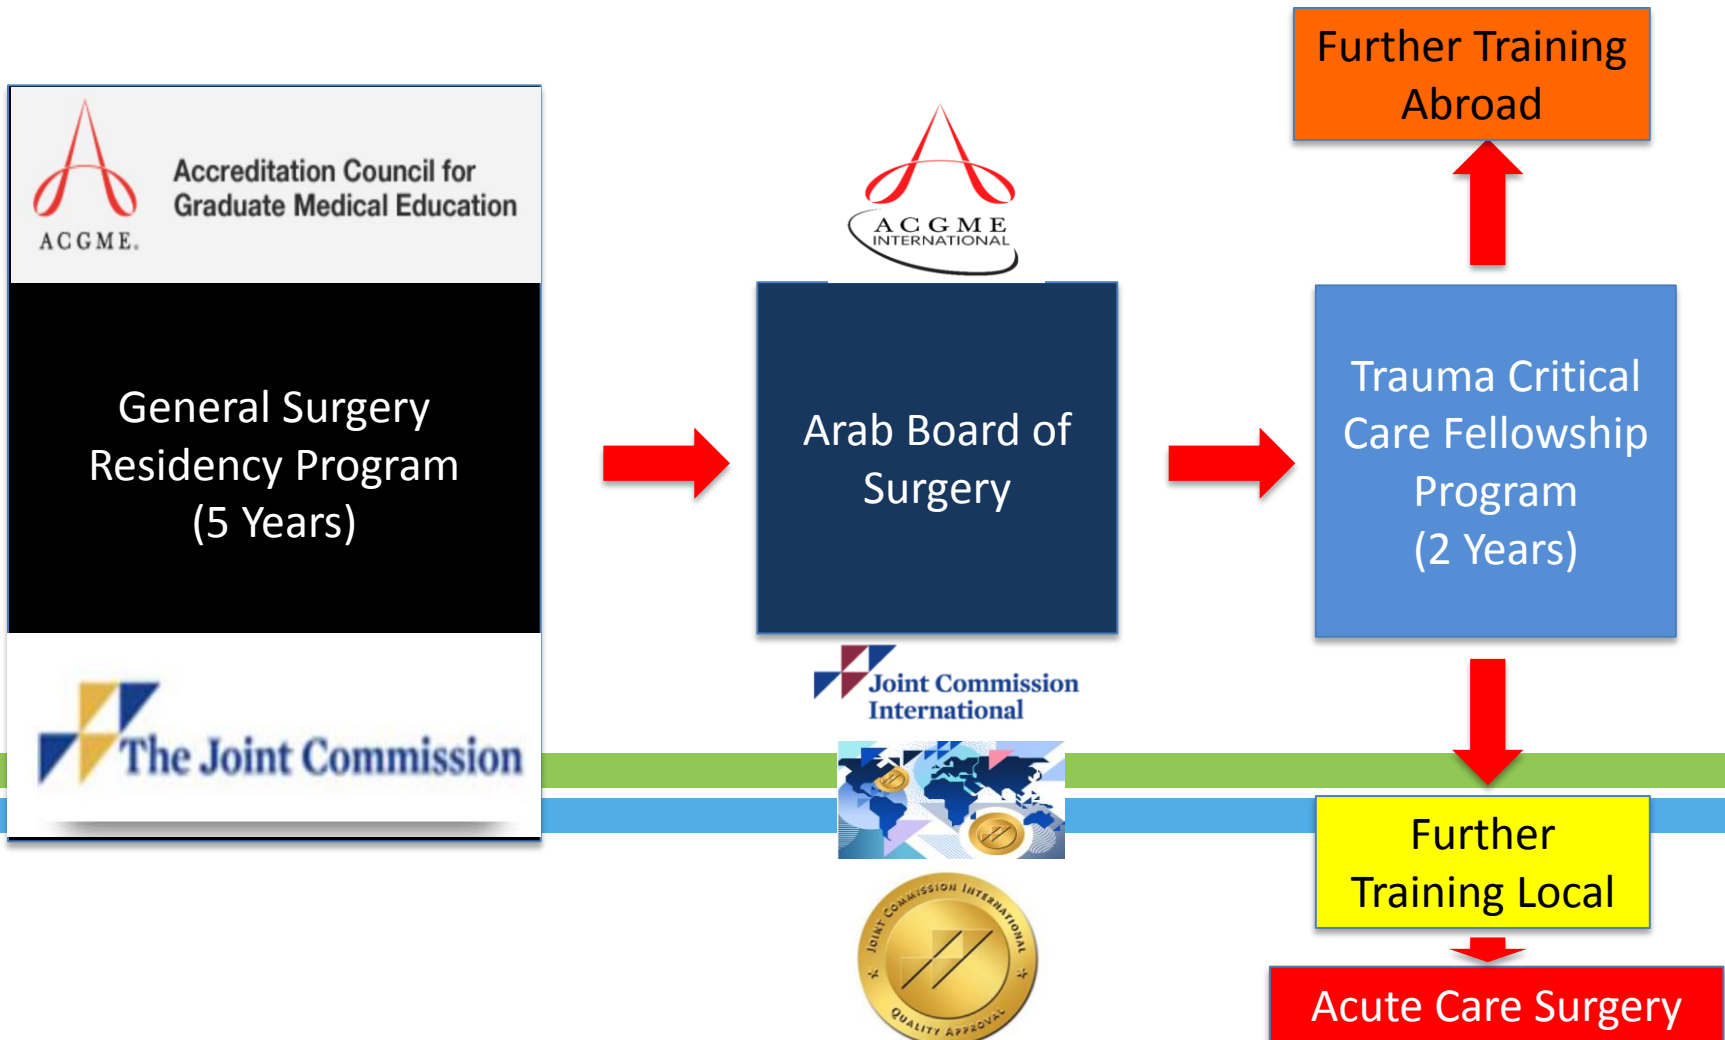 Accreditation Council for
Graduate Medical Education
ACGME.
General Surgery
Residency Program
(5 Years)
The Joint Commission
ACGME
INTERNATIONAL
Arab Board of
Surgery
Joint Commission
International
JOINT COMMISSION INTERNATIONAL
QUALITY APPROVAL
Further Training
Abroad
Trauma Critical
Care Fellowship
Program
(2 Years)
Further
Training Local
Acute Care Surgery